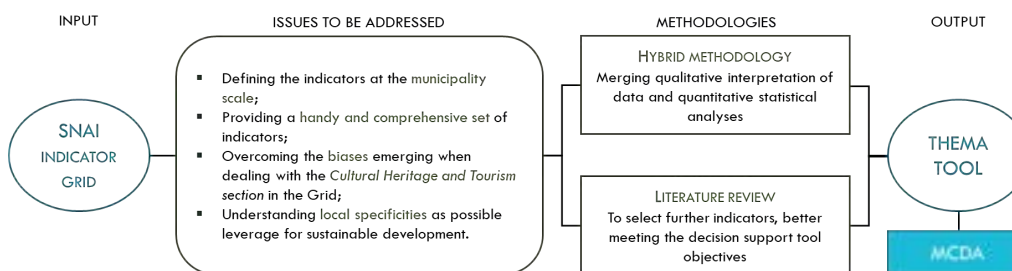 INPUT
ISSUES TO BE ADDRESSED
METHODOLOGIES
OUTPUT
SNAI
INDICATOR
GRID
▪ Defining the indicators at the municipality
scale;
▪ Providing a handy and comprehensive set of
indicators;
▪ Overcoming the biases emerging when
dealing with the Cultural Heritage and Tourism
section in the Grid;
▪ Understanding local specificities as possible
leverage for sustainable development.
HYBRID METHODOLOGY
Merging qualitative interpretation of
data and quantitative statistical
analyses
LITERATURE REVIEW
To select further indicators, better
meeting the decision support tool
objectives
THEMA
TOOL
MCDA